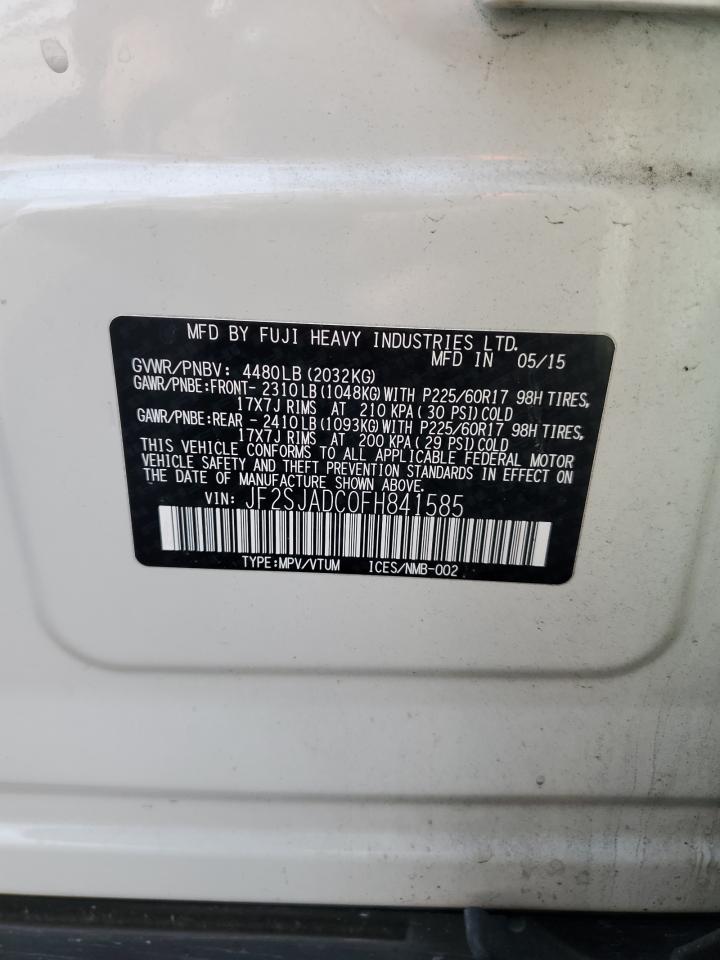 MFD BY FUJI HEAVY INDUSTRIES LTD.
MFD IN 05/15
GVWR/PNBV: 4480LB(2032KG)
GAWR/PNBE:FRONT- 2310LB(1048KG)WITH P225/60R17 98H TIRES,
17X7J RIMS AT 210 KPA(30 PSI)COLD
GAWR/PNBE:REAR - 2410LB(1093KG)WITH P225/60R17 98H TIRES,
17X7J RIMS AT 200 KPA(29 PSI)COLD
THIS VEHICLE CONFORMS TO ALL APPLICABLE FEDERAL MOTOR
VEHICLE SAFETY AND THEFT PREVENTION STANDARDS IN EFFECT ON
THE DATE OF MANUFACTURE SHOWN ABOVE.
VIN: JF2SJADC0FH841585
TYPE:MPV/VTUM ICES/NMB-002